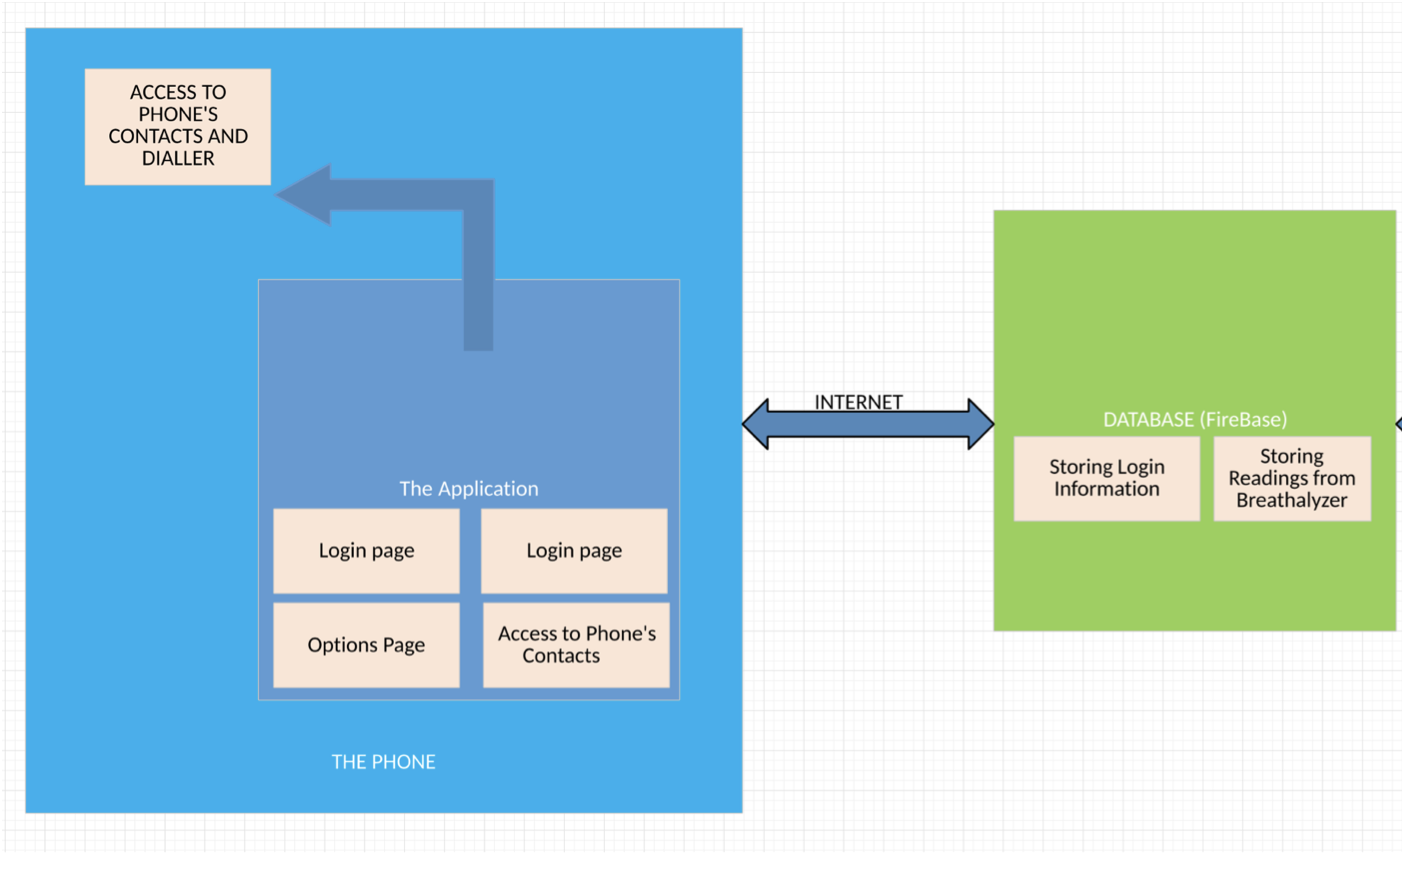 ACCESS TO
PHONE'S
CONTACTS AND
DIALLER
The Application
Login page
Login page
Options Page
Access to Phone's
Contacts
THE PHONE
INTERNET
DATABASE (FireBase)
Storing Login
Information
Storing
Readings from
Breathalyzer